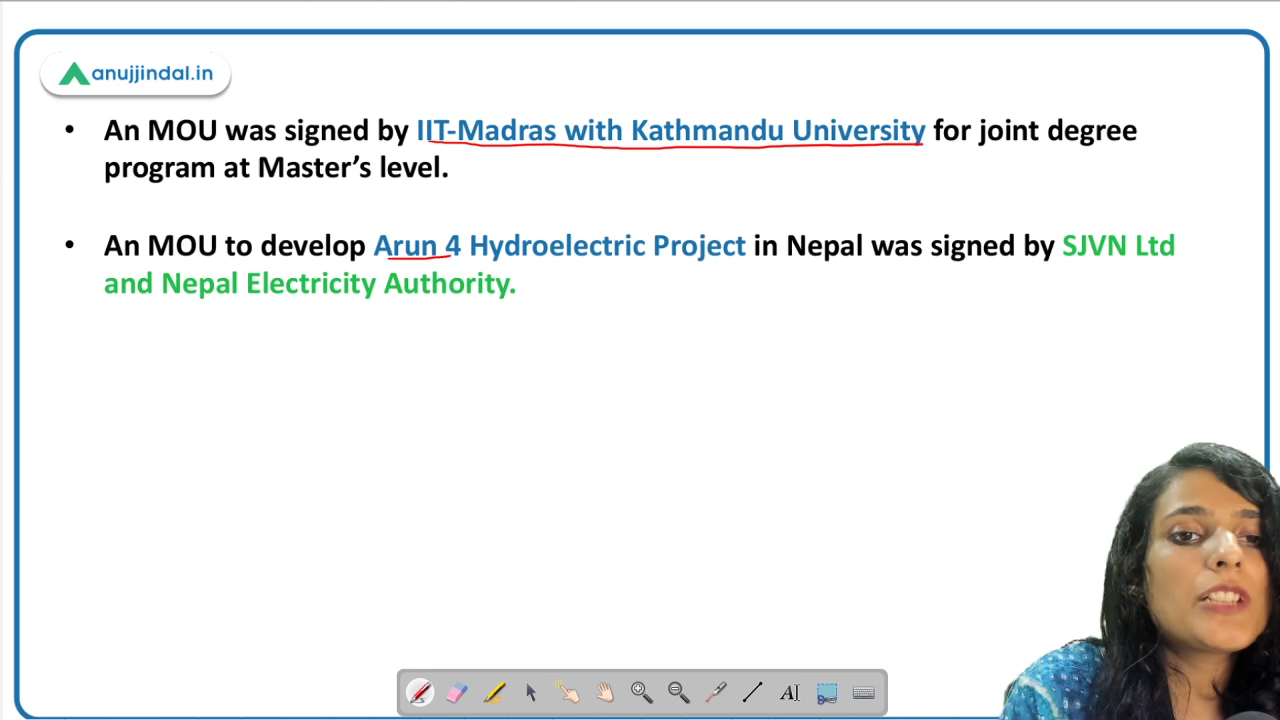 anujjindal.in
• An MOU was signed by IIT-Madras with Kathmandu University for joint degree
program at Master’s level.
• An MOU to develop Arun 4 Hydroelectric Project in Nepal was signed by SJVN Ltd
and Nepal Electricity Authority.
AI